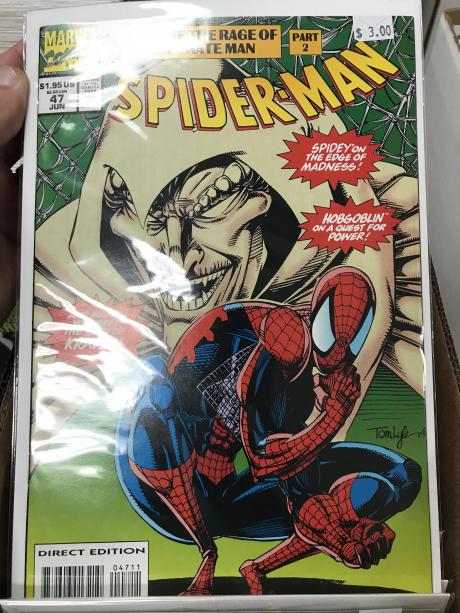 MARVEL
RAGE OF
MAN
PART
2
$ 3.00
$1.95 US
47
JUN
SPIDER-MAN
SPIDEY ON
THE EDGE OF
MADNESS!
HOBGOBLIN
ON A QUEST FOR
POWER!
Tom Lyle
DIRECT EDITION
04711